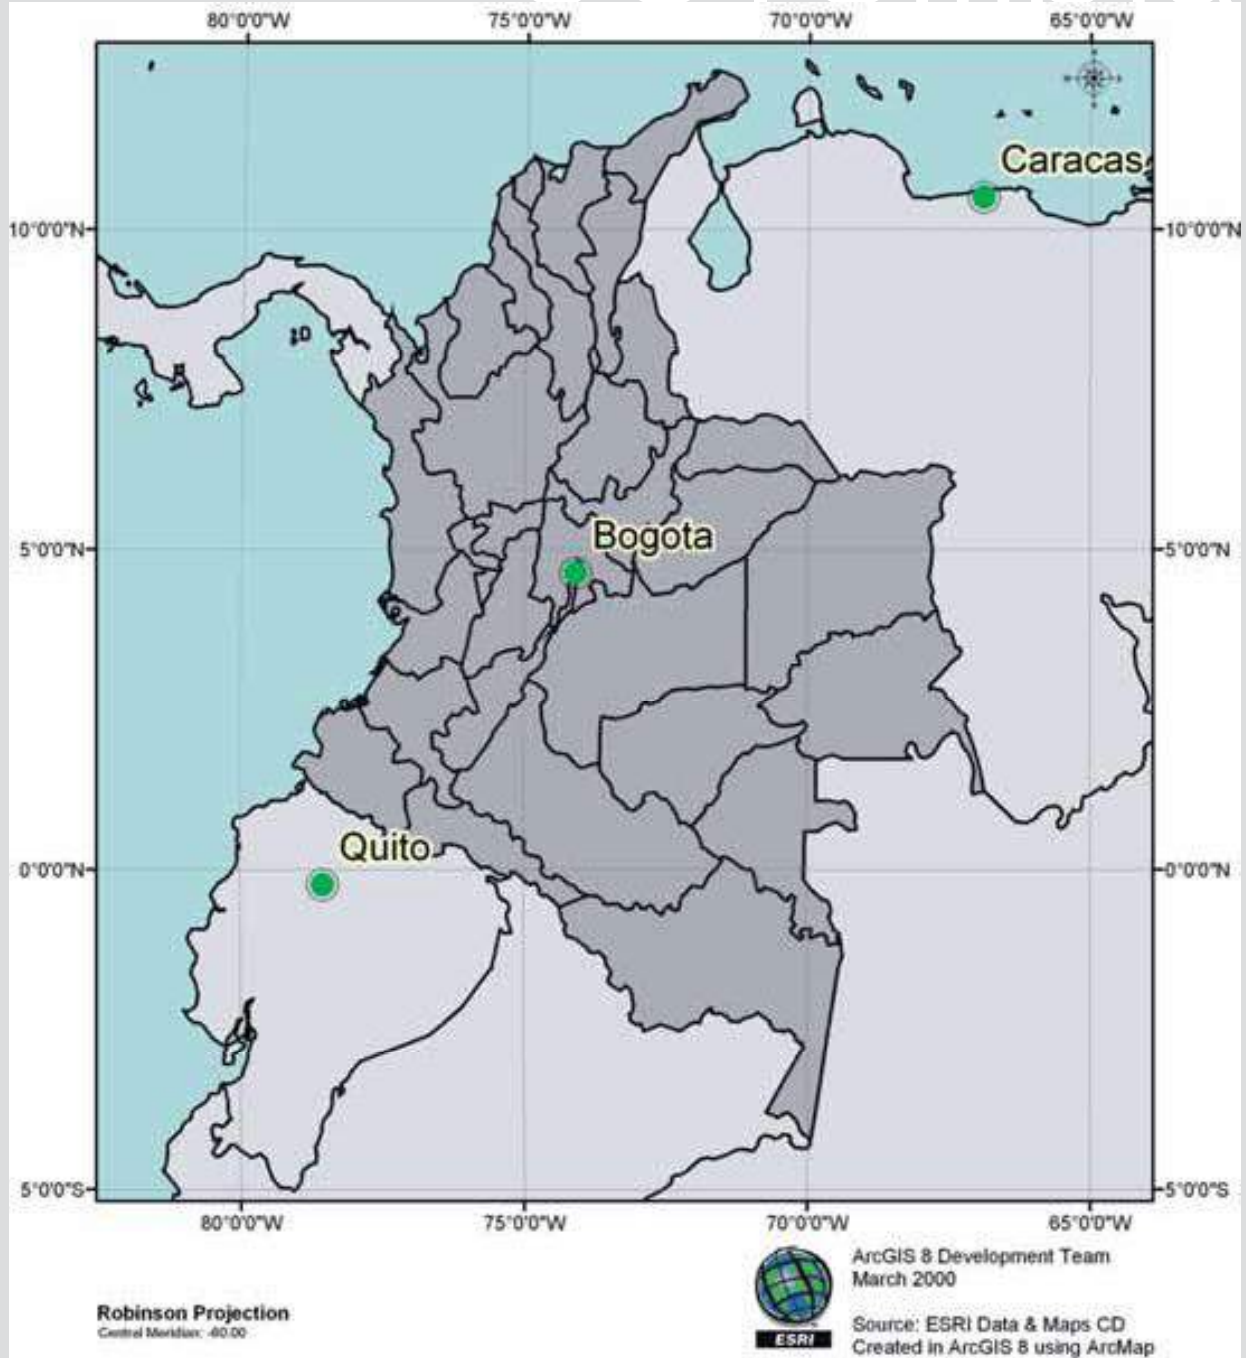 80°0'0"W 75°0'0"W 70°0'0"W 65°0'0"W
Caracas
10°0'0"N 10°0'0"N
Bogota
5°0'0"N 5°0'0"N
Quito
0°0'0"N 0°0'0"N
5°0'0"S 5°0'0"S
80°0'0"W 75°0'0"W 70°0'0"W 65°0'0"W
ArcGIS 8 Development Team
March 2000
Robinson Projection
Central Meridian: -60.00
Source: ESRI Data & Maps CD
ESRI
Created in ArcGIS 8 using ArcMap